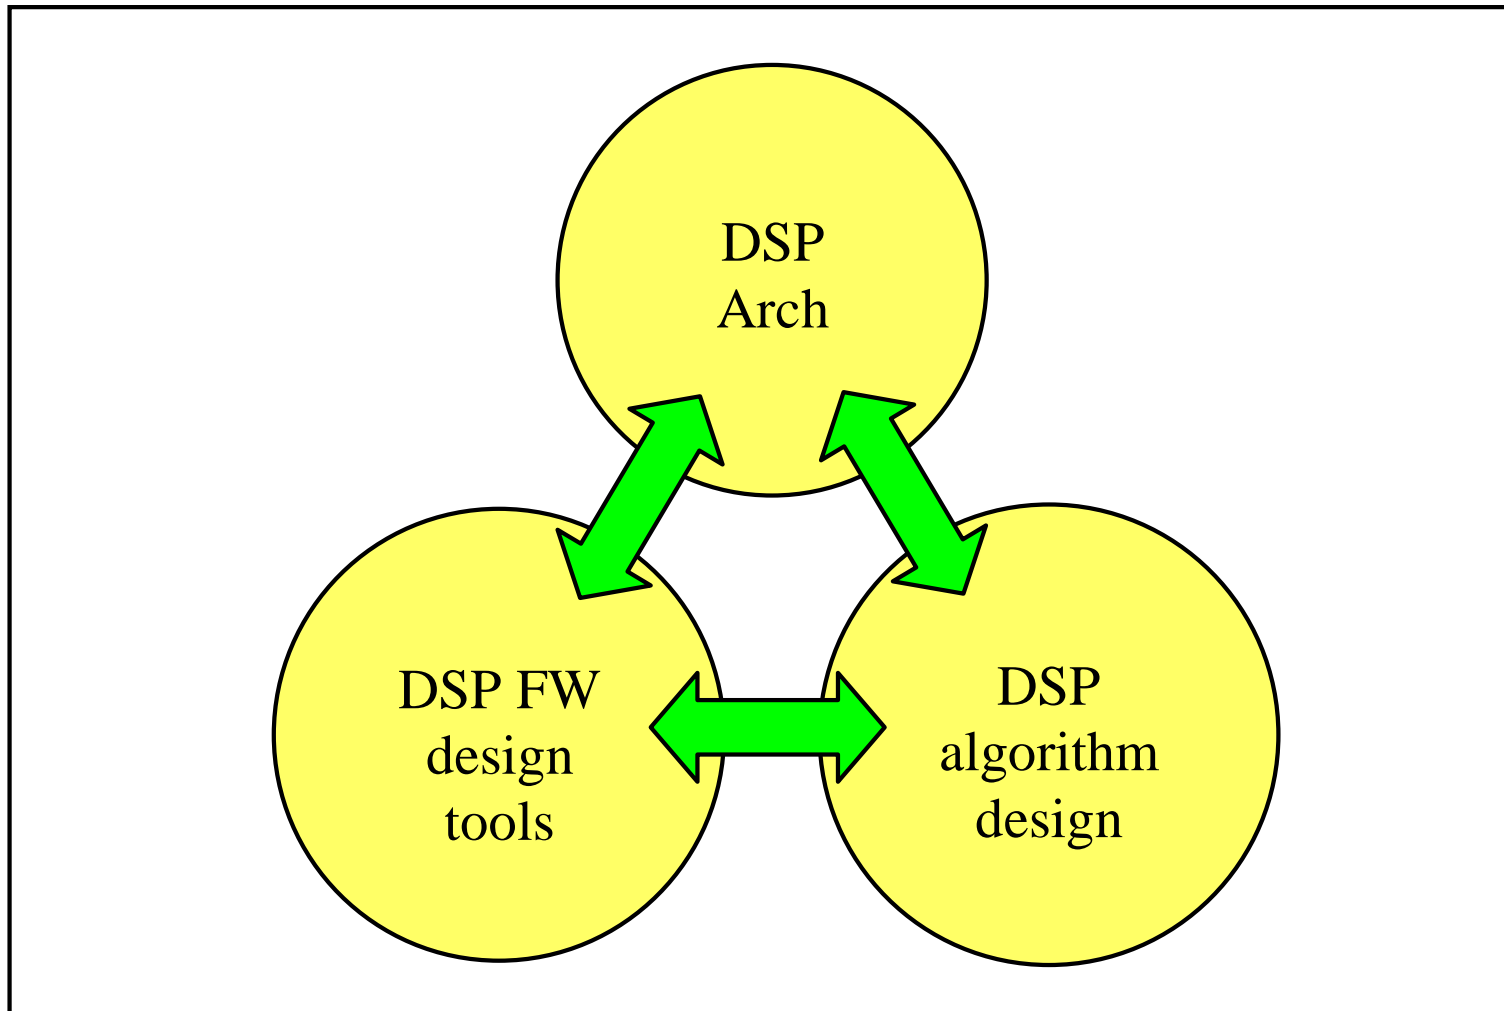 DSP
Arch
DSP FW
design
tools
DSP
algorithm
design